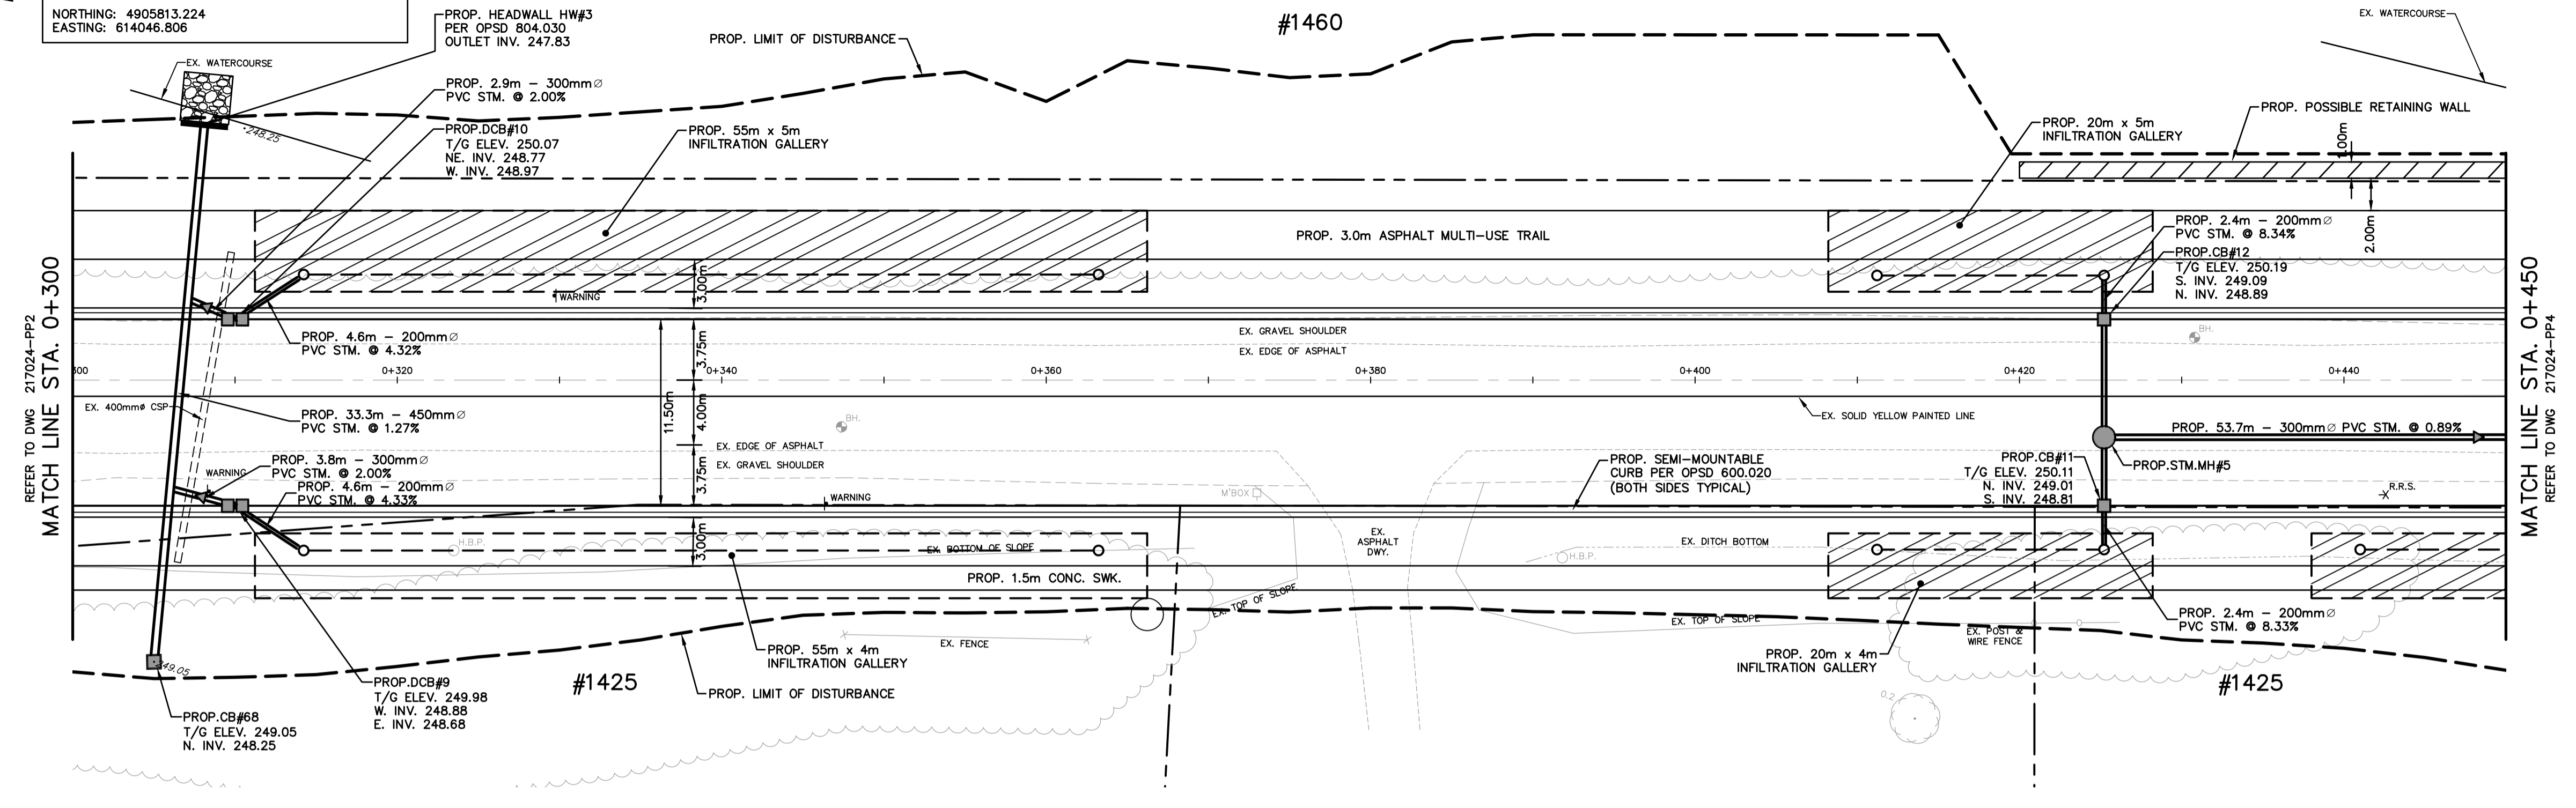 NORTHING: 4905813.224
EASTING: 614046.806
PROP. HEADWALL HW#3
PER OPSD 804.030
OUTLET INV. 247.83
EX. WATERCOURSE
PROP. 2.9m - 300mm∅
PVC STM. @ 2.00%
248.25
PROP.DCB#10
T/G ELEV. 250.07
NE. INV. 248.77
W. INV. 248.97
PROP. LIMIT OF DISTURBANCE
PROP. 55m x 5m
INFILTRATION GALLERY
#1460
EX. WATERCOURSE
PROP. POSSIBLE RETAINING WALL
PROP. 20m x 5m
INFILTRATION GALLERY
1.00m
2.00m
PROP. 3.0m ASPHALT MULTI-USE TRAIL
PROP. 2.4m - 200mm∅
PVC STM. @ 8.34%
PROP.CB#12
T/G ELEV. 250.19
S. INV. 249.09
N. INV. 248.89
REFER TO DWG 217024-PP2
MATCH LINE STA. 0+300
MATCH LINE STA. 0+450
REFER TO DWG 217024-PP4
WARNING
3.00m
PROP. 4.6m - 200mm∅
PVC STM. @ 4.32%
3.75m
EX. GRAVEL SHOULDER
EX. EDGE OF ASPHALT
BH.
300
0+320
0+340
0+360
0+380
0+400
0+420
0+440
EX. 400mmø CSP
PROP. 33.3m - 450mm∅
PVC STM. @ 1.27%
11.50m
4.00m
BH.
EX. SOLID YELLOW PAINTED LINE
PROP. 53.7m - 300mm∅ PVC STM. @ 0.89%
EX. EDGE OF ASPHALT
EX. GRAVEL SHOULDER
3.75m
WARNING
PROP. 3.8m - 300mm∅
PVC STM. @ 2.00%
PROP. 4.6m - 200mm∅
PVC STM. @ 4.33%
WARNING
M'BOX
PROP. SEMI-MOUNTABLE
CURB PER OPSD 600.020
(BOTH SIDES TYPICAL)
PROP.CB#11
T/G ELEV. 250.11
N. INV. 249.01
S. INV. 248.81
PROP.STM.MH#5
R.R.S.
H.B.P.
EX. BOTTOM OF SLOPE
3.00m
EX.
ASPHALT
DWY.
H.B.P.
EX. DITCH BOTTOM
PROP. 1.5m CONC. SWK.
EX. TOP OF SLOPE
EX. TOP OF SLOPE
EX. POST &
WIRE FENCE
PROP. 2.4m - 200mm∅
PVC STM. @ 8.33%
EX. FENCE
PROP. 55m x 4m
INFILTRATION GALLERY
PROP. 20m x 4m
INFILTRATION GALLERY
249.05
#1425
PROP. LIMIT OF DISTURBANCE
#1425
0.2
PROP.DCB#9
T/G ELEV. 249.98
W. INV. 248.88
E. INV. 248.68
PROP.CB#68
T/G ELEV. 249.05
N. INV. 248.25